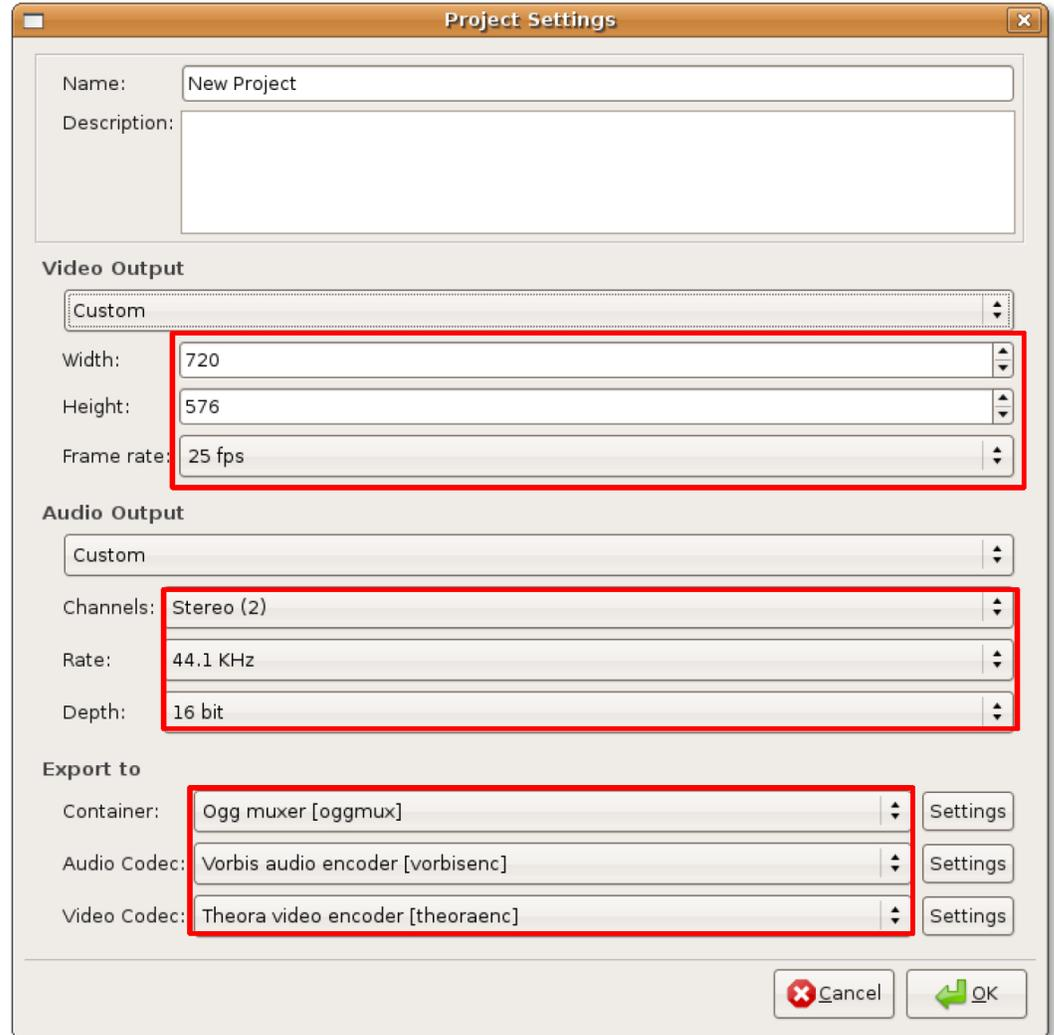 Project Settings
Name: New Project
Description:
Video Output
Custom
Width: 720
Height: 576
Frame rate: 25 fps
Audio Output
Custom
Channels: Stereo (2)
Rate: 44.1 KHz
Depth: 16 bit
Export to
Container: Ogg muxer [oggmux] Settings
Audio Codec: Vorbis audio encoder [vorbisenc] Settings
Video Codec: Theora video encoder [theoraenc] Settings
Cancel OK